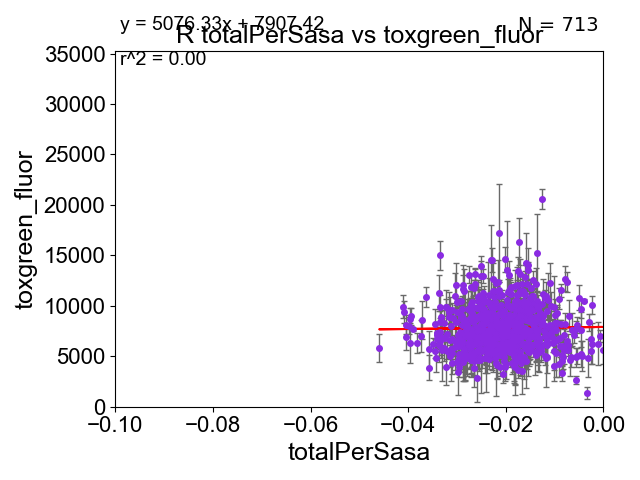 y = 5076.33x + 7907.42
N = 713
R totalPerSasa vs toxgreen_fluor
r^2 = 0.00
35000
30000
25000
20000
15000
10000
5000
0
toxgreen_fluor
−0.10
−0.08
−0.06
−0.04
−0.02
0.00
totalPerSasa